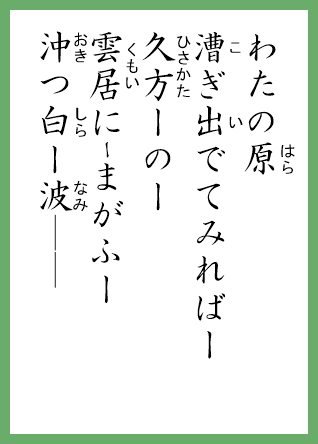 わたの原
漕ぎ出でてみればー
久方ーのー
雲居に~まがふー
沖つ白ー波———
はら
こ
い
ひさかた
くもい
おき
しら
なみ